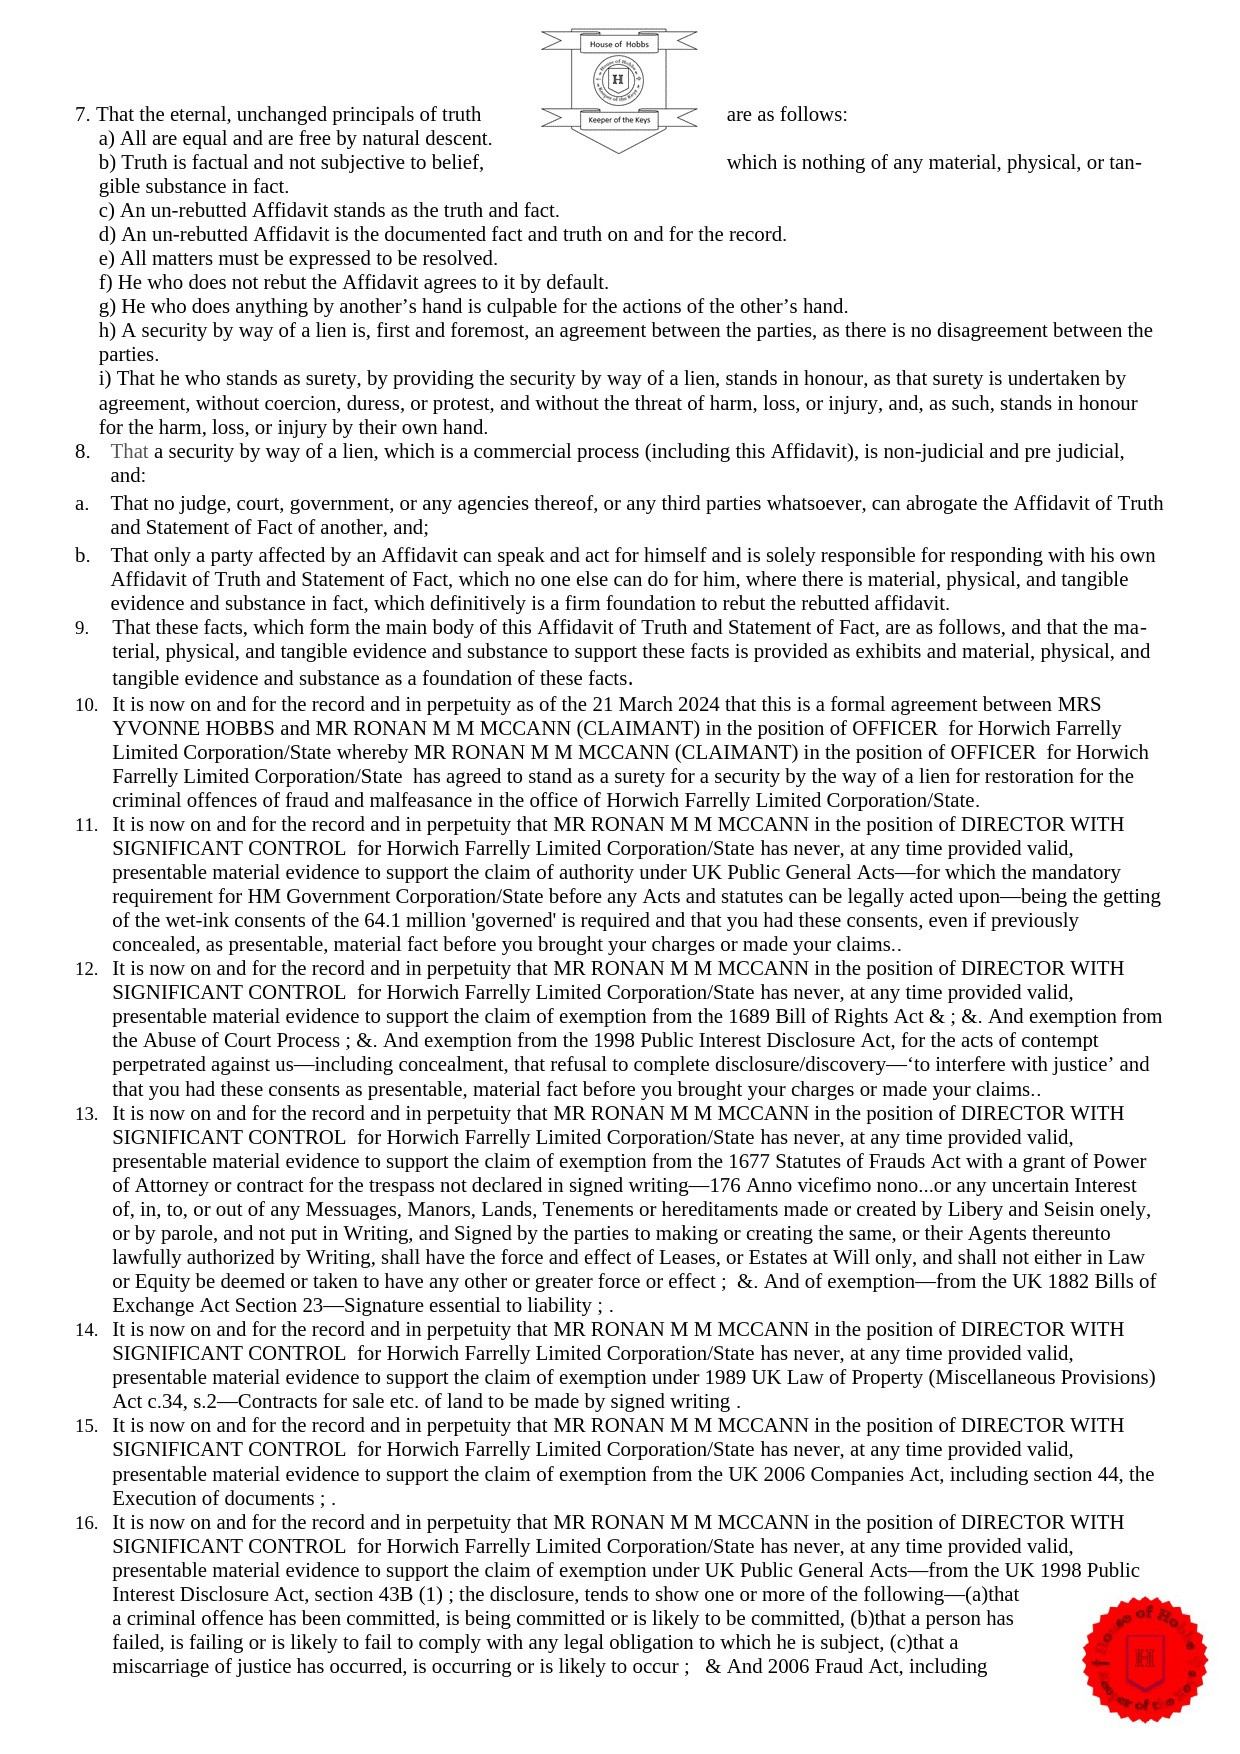 House of Hobbs
House of Hobbs
H
Keeper of the Keys
Keeper of the Keys
7. That the eternal, unchanged principals of truth are as follows:
a) All are equal and are free by natural descent.
b) Truth is factual and not subjective to belief, which is nothing of any material, physical, or tan-
gible substance in fact.
c) An un-rebutted Affidavit stands as the truth and fact.
d) An un-rebutted Affidavit is the documented fact and truth on and for the record.
e) All matters must be expressed to be resolved.
f) He who does not rebut the Affidavit agrees to it by default.
g) He who does anything by another’s hand is culpable for the actions of the other’s hand.
h) A security by way of a lien is, first and foremost, an agreement between the parties, as there is no disagreement between the
parties.
i) That he who stands as surety, by providing the security by way of a lien, stands in honour, as that surety is undertaken by
agreement, without coercion, duress, or protest, and without the threat of harm, loss, or injury, and, as such, stands in honour
for the harm, loss, or injury by their own hand.
8. That a security by way of a lien, which is a commercial process (including this Affidavit), is non-judicial and pre judicial,
and:
a. That no judge, court, government, or any agencies thereof, or any third parties whatsoever, can abrogate the Affidavit of Truth
and Statement of Fact of another, and;
b. That only a party affected by an Affidavit can speak and act for himself and is solely responsible for responding with his own
Affidavit of Truth and Statement of Fact, which no one else can do for him, where there is material, physical, and tangible
evidence and substance in fact, which definitively is a firm foundation to rebut the rebutted affidavit.
9. That these facts, which form the main body of this Affidavit of Truth and Statement of Fact, are as follows, and that the ma-
terial, physical, and tangible evidence and substance to support these facts is provided as exhibits and material, physical, and
tangible evidence and substance as a foundation of these facts.
10. It is now on and for the record and in perpetuity as of the 21 March 2024 that this is a formal agreement between MRS
YVONNE HOBBS and MR RONAN M M MCCANN (CLAIMANT) in the position of OFFICER for Horwich Farrelly
Limited Corporation/State whereby MR RONAN M M MCCANN (CLAIMANT) in the position of OFFICER for Horwich
Farrelly Limited Corporation/State has agreed to stand as a surety for a security by the way of a lien for restoration for the
criminal offences of fraud and malfeasance in the office of Horwich Farrelly Limited Corporation/State.
11. It is now on and for the record and in perpetuity that MR RONAN M M MCCANN in the position of DIRECTOR WITH
SIGNIFICANT CONTROL for Horwich Farrelly Limited Corporation/State has never, at any time provided valid,
presentable material evidence to support the claim of authority under UK Public General Acts—for which the mandatory
requirement for HM Government Corporation/State before any Acts and statutes can be legally acted upon—being the getting
of the wet-ink consents of the 64.1 million 'governed' is required and that you had these consents, even if previously
concealed, as presentable, material fact before you brought your charges or made your claims..
12. It is now on and for the record and in perpetuity that MR RONAN M M MCCANN in the position of DIRECTOR WITH
SIGNIFICANT CONTROL for Horwich Farrelly Limited Corporation/State has never, at any time provided valid,
presentable material evidence to support the claim of exemption from the 1689 Bill of Rights Act & ; &. And exemption from
the Abuse of Court Process ; &. And exemption from the 1998 Public Interest Disclosure Act, for the acts of contempt
perpetrated against us—including concealment, that refusal to complete disclosure/discovery—‘to interfere with justice’ and
that you had these consents as presentable, material fact before you brought your charges or made your claims..
13. It is now on and for the record and in perpetuity that MR RONAN M M MCCANN in the position of DIRECTOR WITH
SIGNIFICANT CONTROL for Horwich Farrelly Limited Corporation/State has never, at any time provided valid,
presentable material evidence to support the claim of exemption from the 1677 Statutes of Frauds Act with a grant of Power
of Attorney or contract for the trespass not declared in signed writing—176 Anno vicefimo nono...or any uncertain Interest
of, in, to, or out of any Messuages, Manors, Lands, Tenements or hereditaments made or created by Libery and Seisin onely,
or by parole, and not put in Writing, and Signed by the parties to making or creating the same, or their Agents thereunto
lawfully authorized by Writing, shall have the force and effect of Leases, or Estates at Will only, and shall not either in Law
or Equity be deemed or taken to have any other or greater force or effect ; &. And of exemption—from the UK 1882 Bills of
Exchange Act Section 23—Signature essential to liability ; .
14. It is now on and for the record and in perpetuity that MR RONAN M M MCCANN in the position of DIRECTOR WITH
SIGNIFICANT CONTROL for Horwich Farrelly Limited Corporation/State has never, at any time provided valid,
presentable material evidence to support the claim of exemption under 1989 UK Law of Property (Miscellaneous Provisions)
Act c.34, s.2—Contracts for sale etc. of land to be made by signed writing .
15. It is now on and for the record and in perpetuity that MR RONAN M M MCCANN in the position of DIRECTOR WITH
SIGNIFICANT CONTROL for Horwich Farrelly Limited Corporation/State has never, at any time provided valid,
presentable material evidence to support the claim of exemption from the UK 2006 Companies Act, including section 44, the
Execution of documents ; .
16. It is now on and for the record and in perpetuity that MR RONAN M M MCCANN in the position of DIRECTOR WITH
SIGNIFICANT CONTROL for Horwich Farrelly Limited Corporation/State has never, at any time provided valid,
presentable material evidence to support the claim of exemption under UK Public General Acts—from the UK 1998 Public
Interest Disclosure Act, section 43B (1) ; the disclosure, tends to show one or more of the following—(a)that
a criminal offence has been committed, is being committed or is likely to be committed, (b)that a person has
failed, is failing or is likely to fail to comply with any legal obligation to which he is subject, (c)that a
miscarriage of justice has occurred, is occurring or is likely to occur ; & And 2006 Fraud Act, including
House of Hobbs
H
Keeper of the Keys